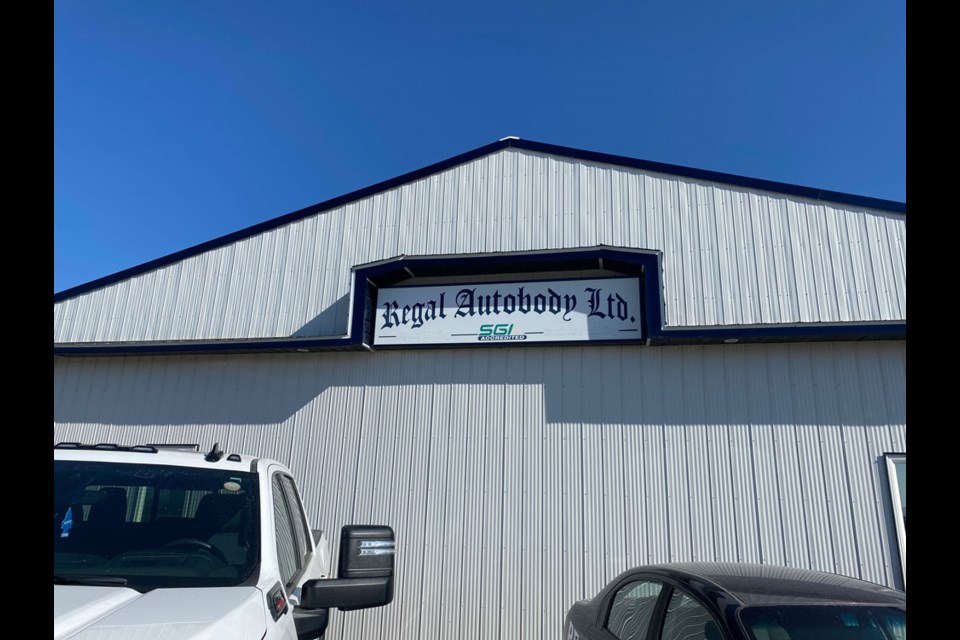 Regal Autobody Ltd.
SGI
ACCREDITED